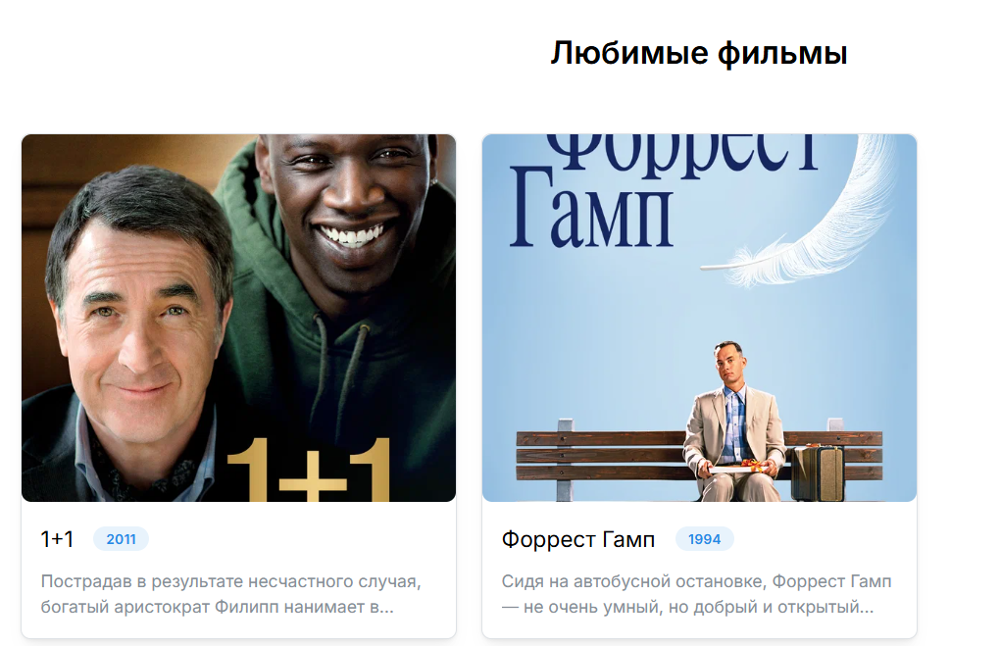 Любимые фильмы
1+1
Форрест
Гамп
1+1 2011
Пострадав в результате несчастного случая,
богатый аристократ Филипп нанимает в...
Форрест Гамп 1994
Сидя на автобусной остановке, Форрест Гамп
— не очень умный, но добрый и открытый...